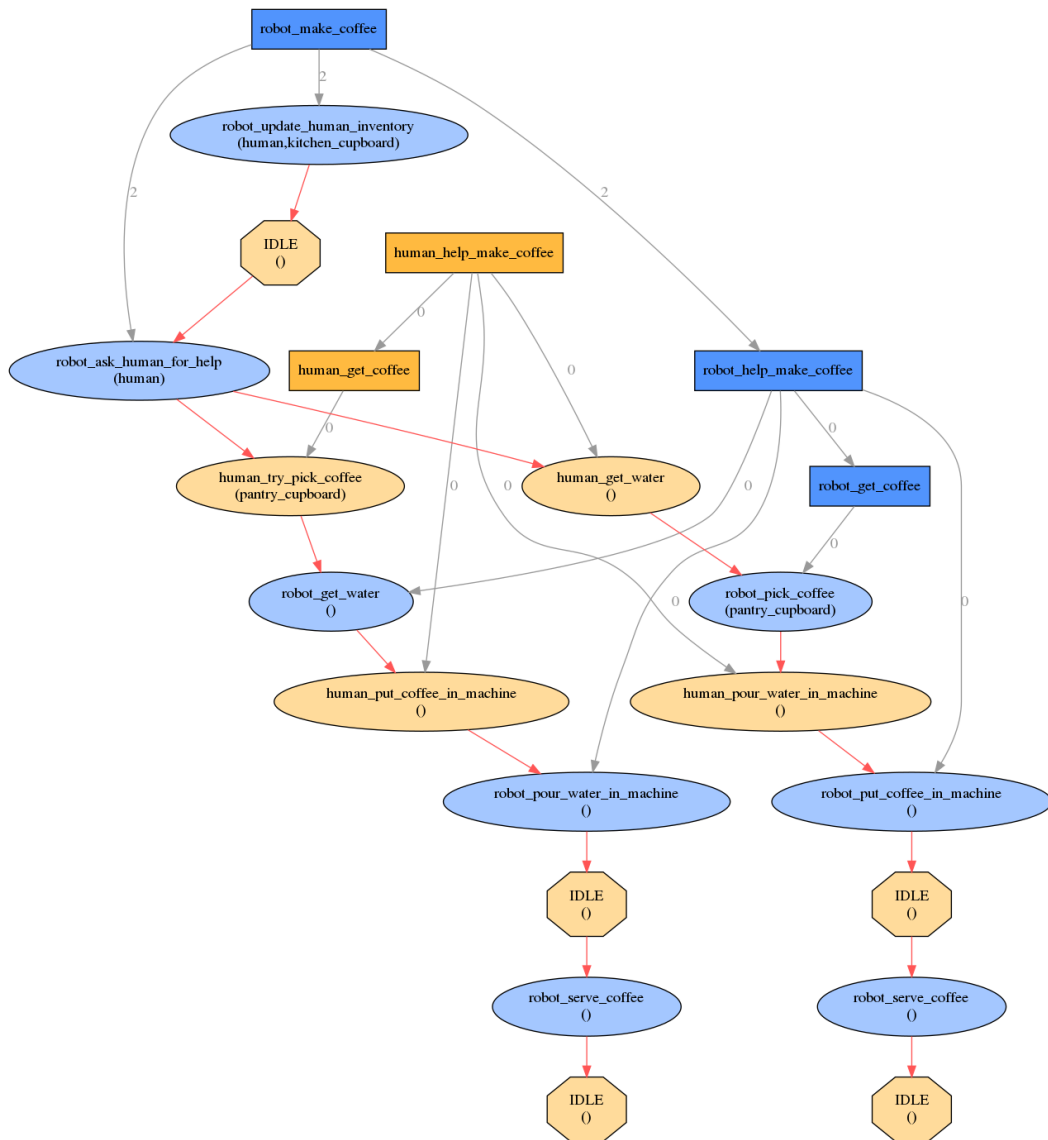 robot_make_coffee
2
robot_update_human_inventory
(human,kitchen_cupboard)
2
2
IDLE
()
human_help_make_coffee
0
robot_ask_human_for_help
(human)
human_get_coffee
0
robot_help_make_coffee
0
0
human_try_pick_coffee
(pantry_cupboard)
0
0
human_get_water
()
0
robot_get_coffee
robot_get_water
()
0
robot_pick_coffee
(pantry_cupboard)
0
0
human_put_coffee_in_machine
()
human_pour_water_in_machine
()
robot_pour_water_in_machine
()
robot_put_coffee_in_machine
()
IDLE
()
IDLE
()
robot_serve_coffee
()
robot_serve_coffee
()
IDLE
()
IDLE
()